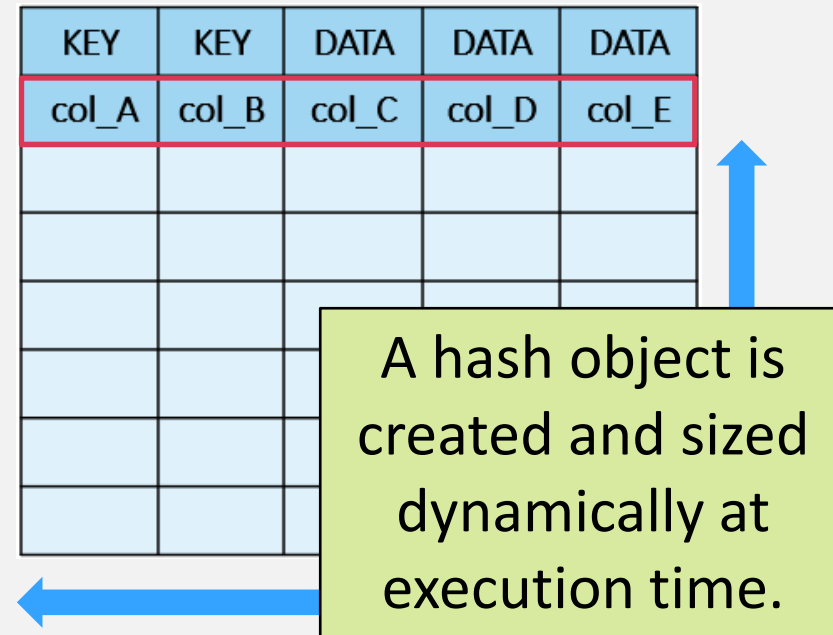 KEY KEY DATA DATA DATA
col_A col_B col_C col_D col_E
A hash object is
created and sized
dynamically at
execution time.